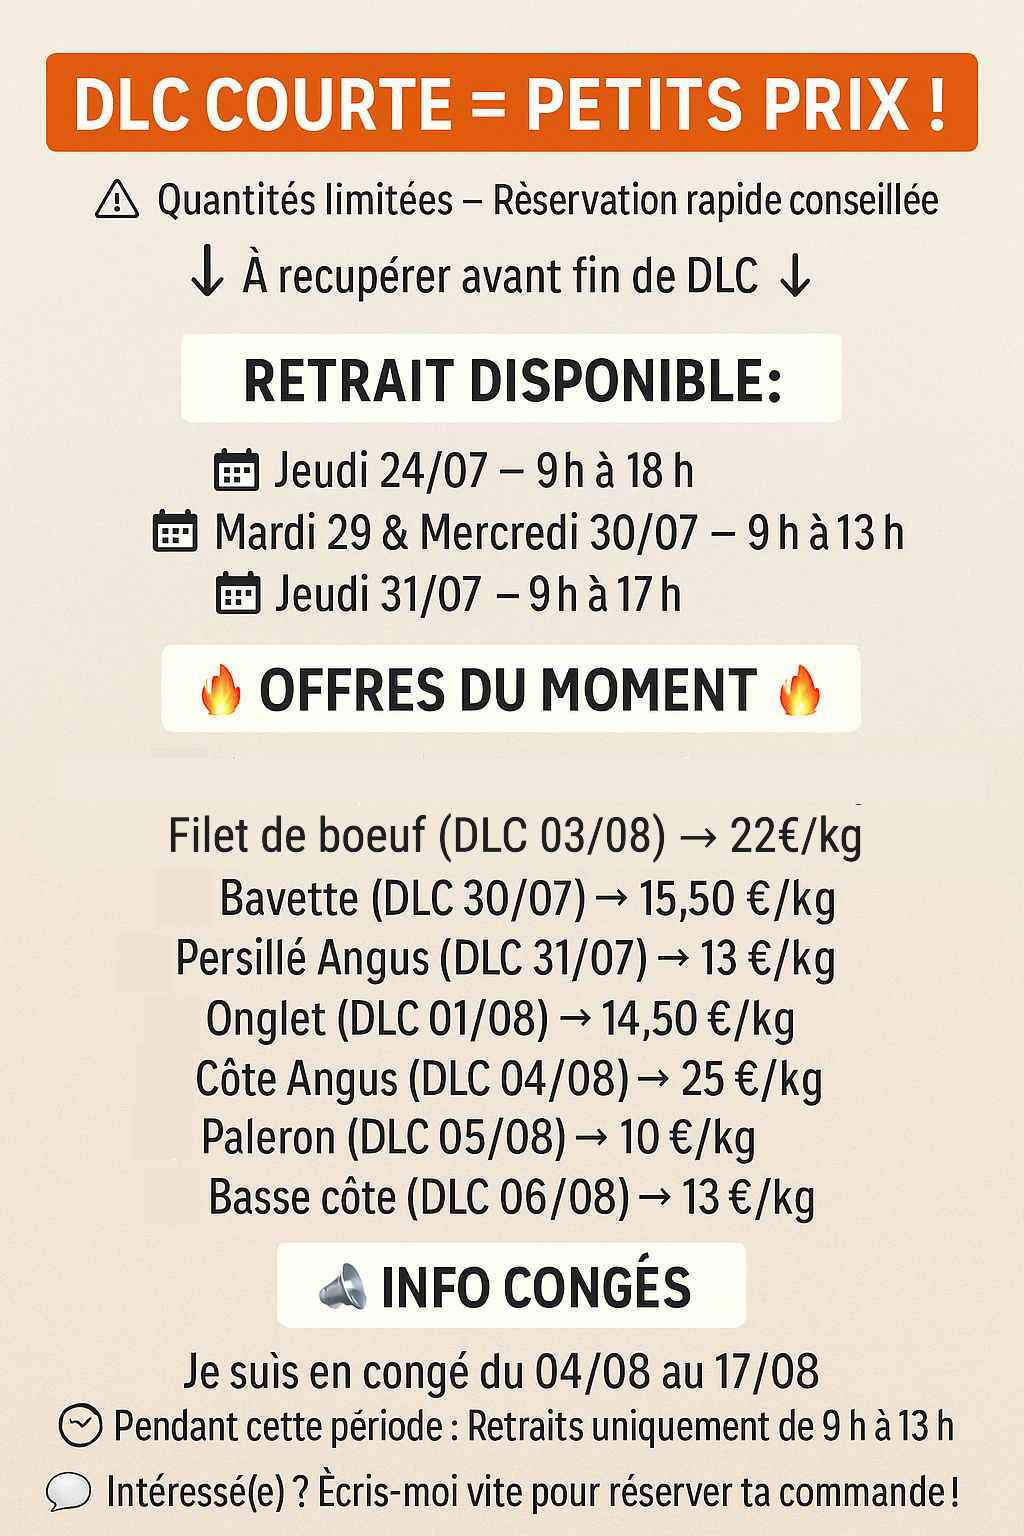 DLC COURTE = PETITS PRIX !
⚠ Quantités limitées – Rèservation rapide conseillée
↓ À recupérer avant fin de DLC ↓
RETRAIT DISPONIBLE:
Jeudi 24/07 – 9h à 18 h
Mardi 29 & Mercredi 30/07 – 9 h à 13 h
Jeudi 31/07 – 9 h à 17 h
🔥 OFFRES DU MOMENT 🔥
Filet de boeuf (DLC 03/08) → 22€/kg
Bavette (DLC 30/07) → 15,50 €/kg
Persillé Angus (DLC 31/07) → 13 €/kg
Onglet (DLC 01/08) → 14,50 €/kg
Côte Angus (DLC 04/08) → 25 €/kg
Paleron (DLC 05/08) → 10 €/kg
Basse côte (DLC 06/08) → 13 €/kg
INFO CONGÉS
Je suìs en congé du 04/08 au 17/08
Pendant cette période : Retraits uniquement de 9 h à 13 h
Intéressé(e) ? Ècris-moi vite pour réserver ta commande !